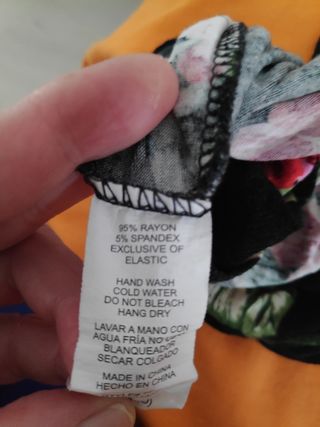 95% RAYON
5% SPANDEX
EXCLUSIVE OF
ELASTIC
HAND WASH
COLD WATER
DO NOT BLEACH
HANG DRY
LAVAR A MANO CON
AGUA FRÍA NO
BLANQUEADOR
SECAR COLGADO
MADE IN CHINA
HECHO EN CHINA